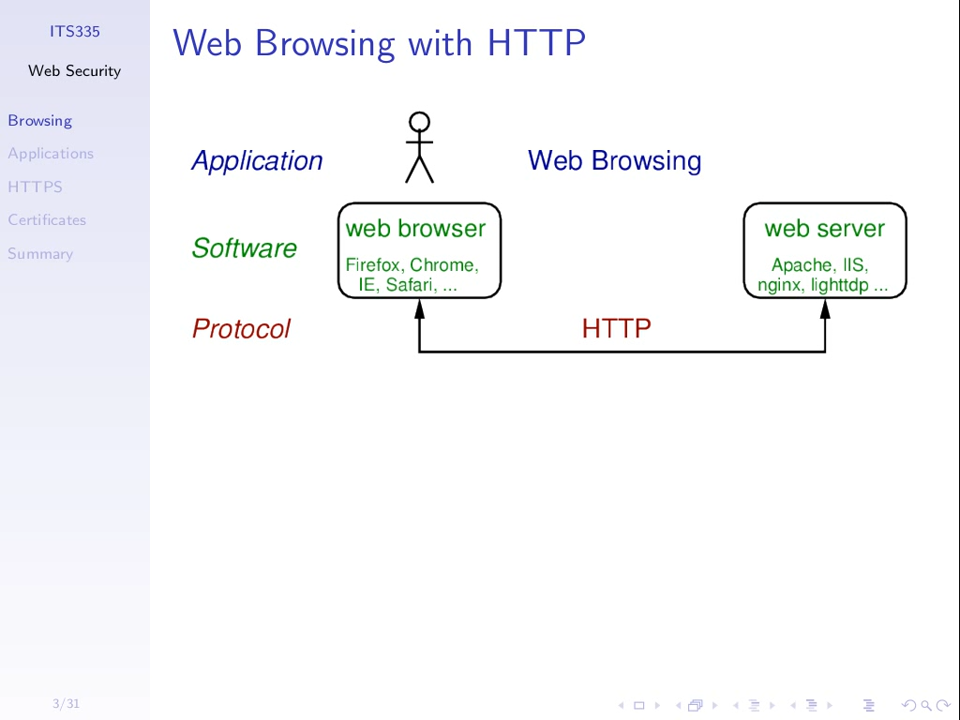 ITS335
Web Security
Browsing
Applications
HTTPS
Certificates
Summary
3/31
Web Browsing with HTTP
Application
Web Browsing
Software
web browser
Firefox, Chrome,
IE, Safari, ...
web server
Apache, IIS,
nginx, lighttdp ...
Protocol
HTTP